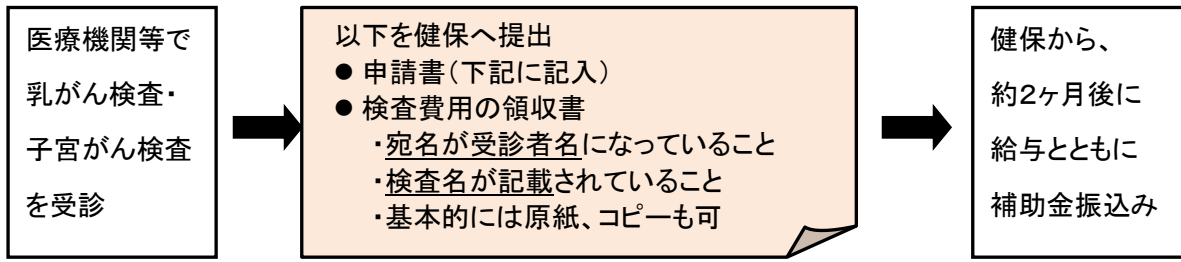 医療機関等で
乳がん検査・
子宮がん検査
を受診
以下を健保へ提出
● 申請書(下記に記入)
● 検査費用の領収書
・宛名が受診者名になっていること
・検査名が記載されていること
・基本的には原紙、コピーも可
健保から、
約2ヶ月後に
給与とともに
補助金振込み